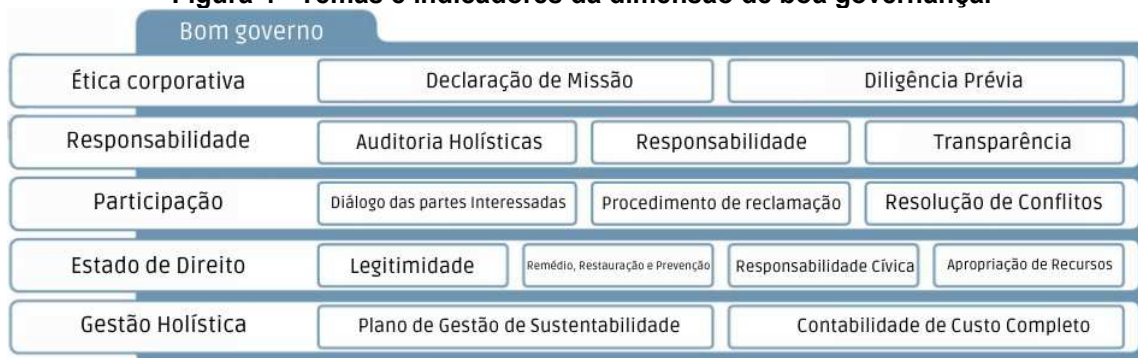 Figura 1 - Temas e indicadores da dimensão de boa governança.
Bom governo
Ética corporativa Declaração de Missão Diligência Prévia
Responsabilidade Auditoria Holísticas Responsabilidade Transparência
Participação Diálogo das partes Interessadas Procedimento de reclamação Resolução de Conflitos
Estado de Direito Legitimidade Remédio, Restauração e Prevenção Responsabilidade Cívica Apropriação de Recursos
Gestão Holística Plano de Gestão de Sustentabilidade Contabilidade de Custo Completo